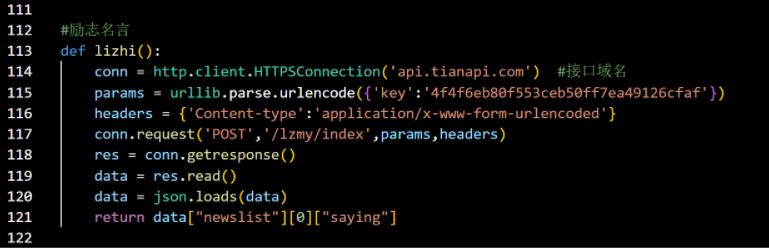 111
112 #励志名言
113 def lizhi():
114     conn = http.client.HTTPSConnection('api.tianapi.com')  #接口域名
115     params = urllib.parse.urlencode({'key':'4f4f6eb80f553ceb50ff7ea49126cfaf'})
116     headers = {'Content-type':'application/x-www-form-urlencoded'}
117     conn.request('POST','/lzmy/index',params,headers)
118     res = conn.getresponse()
119     data = res.read()
120     data = json.loads(data)
121     return data["newslist"][0]["saying"]
122